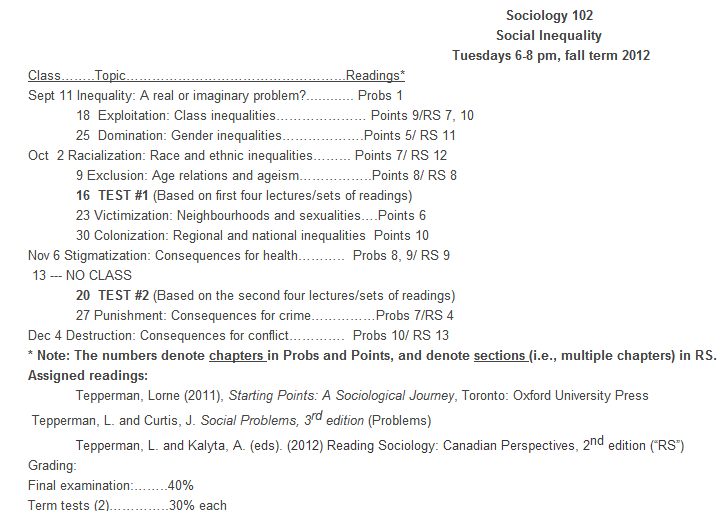 Sociology 102
Social Inequality
Tuesdays 6-8 pm, fall term 2012
Class........Topic.......................................................Readings*
Sept 11 Inequality: A real or imaginary problem?............ Probs 1
18 Exploitation: Class inequalities....................... Points 9/RS 7, 10
25 Domination: Gender inequalities.....................Points 5/ RS 11
Oct 2 Racialization: Race and ethnic inequalities......... Points 7/ RS 12
9 Exclusion: Age relations and ageism...................Points 8/ RS 8
16 TEST #1 (Based on first four lectures/sets of readings)
23 Victimization: Neighbourhoods and sexualities....Points 6
30 Colonization: Regional and national inequalities Points 10
Nov 6 Stigmatization: Consequences for health........... Probs 8, 9/ RS 9
13 --- NO CLASS
20 TEST #2 (Based on the second four lectures/sets of readings)
27 Punishment: Consequences for crime................Probs 7/RS 4
Dec 4 Destruction: Consequences for conflict.............. Probs 10/ RS 13
* Note: The numbers denote chapters in Probs and Points, and denote sections (i.e., multiple chapters) in RS.
Assigned readings:
Tepperman, Lorne (2011), Starting Points: A Sociological Journey, Toronto: Oxford University Press
Tepperman, L. and Curtis, J. Social Problems, 3rd edition (Problems)
Tepperman, L. and Kalyta, A. (eds). (2012) Reading Sociology: Canadian Perspectives, 2nd edition (“RS”)
Grading:
Final examination:........40%
Term tests (2)...............30% each